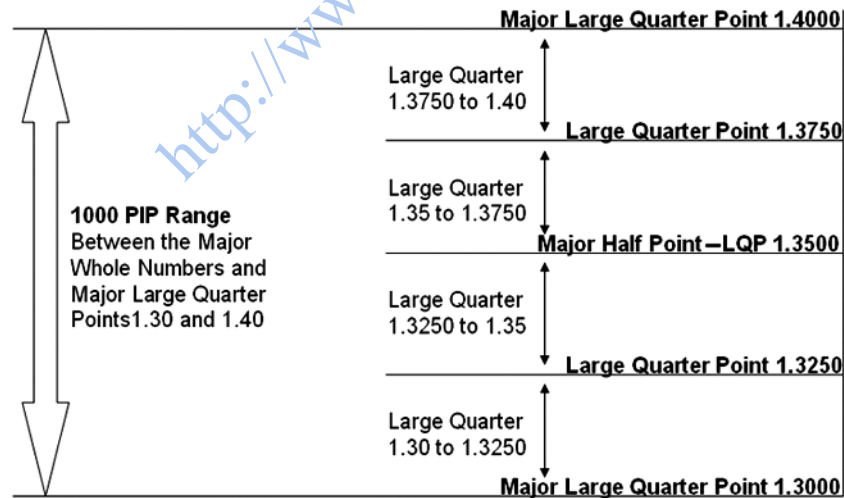 Major Large Quarter Point 1.4000
Large Quarter
1.3750 to 1.40
Large Quarter Point 1.3750
Large Quarter
1.35 to 1.3750
1000 PIP Range
Between the Major
Whole Numbers and
Major Large Quarter
Points1.30 and 1.40
Major Half Point—LQP 1.3500
Large Quarter
1.3250 to 1.35
Large Quarter Point 1.3250
Large Quarter
1.30 to 1.3250
Major Large Quarter Point 1.3000
http://ww